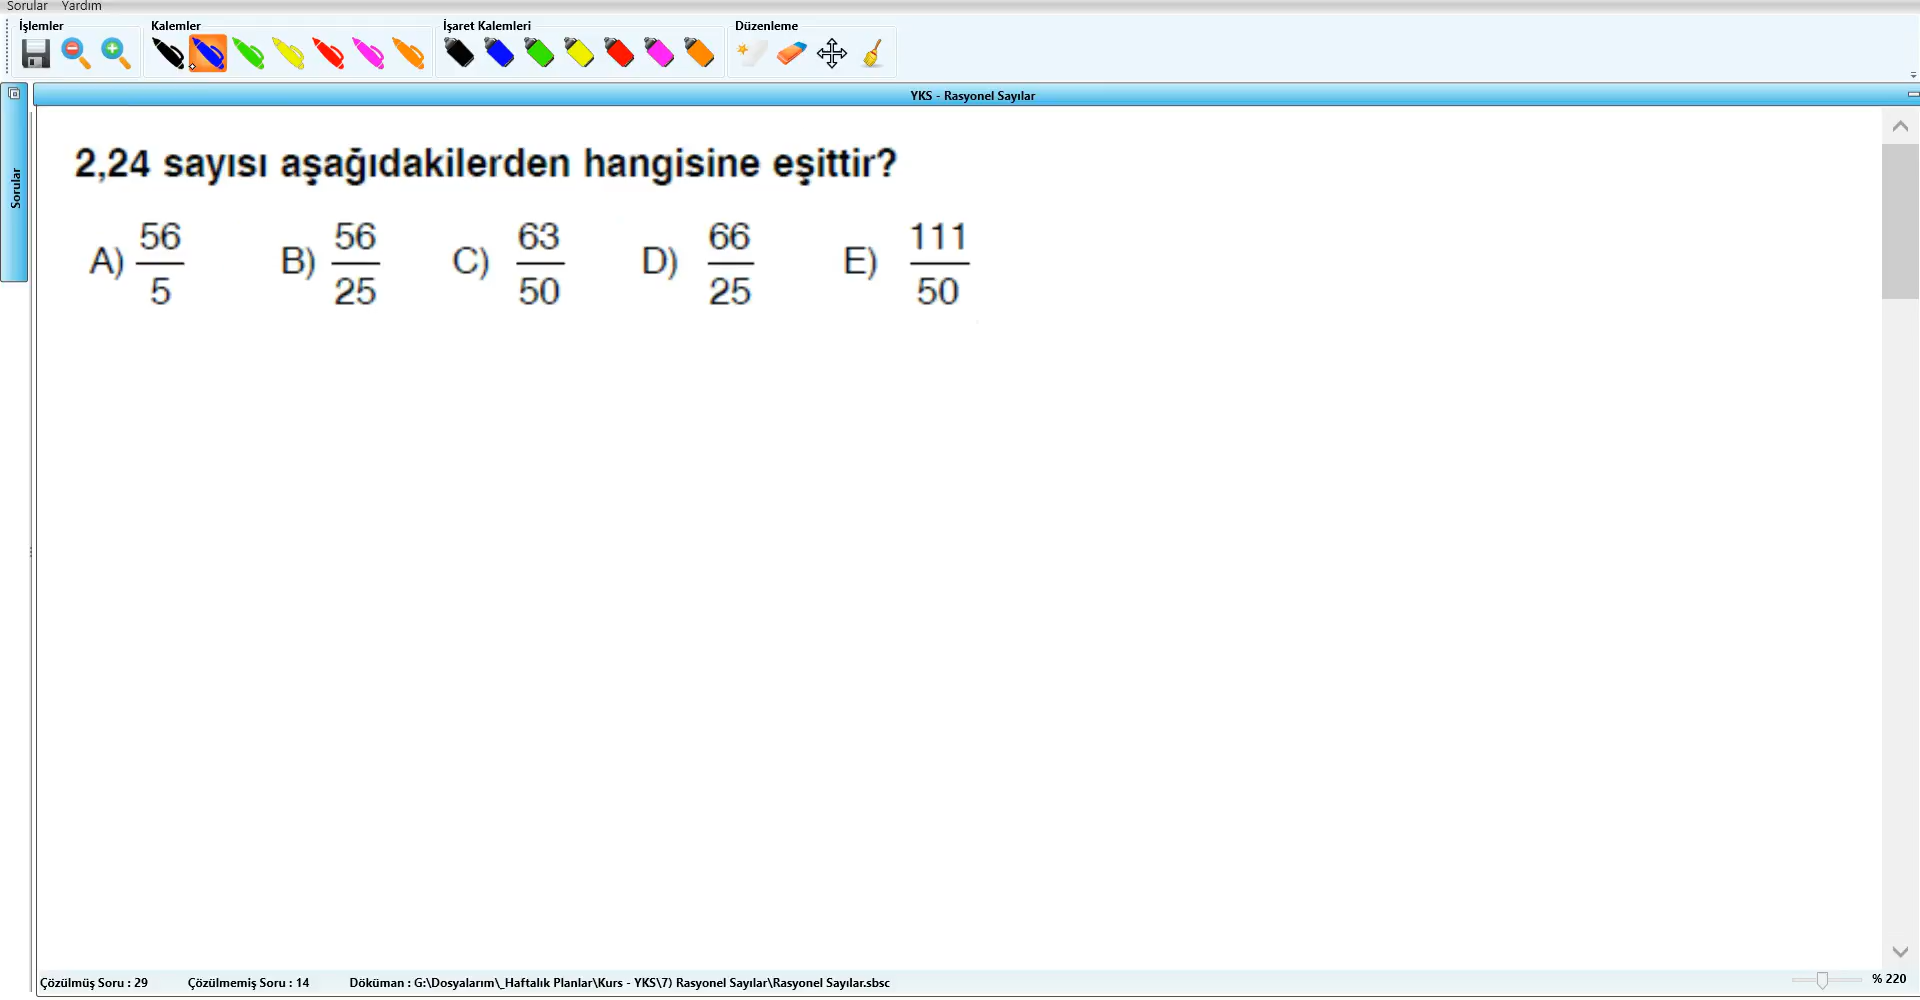 Sorular Yardım
İşlemler Kalemler İşaret Kalemleri Düzenleme
YKS - Rasyonel Sayılar
Sorular
2,24 sayısı aşağıdakilerden hangisine eşittir?
A) 56/5 B) 56/25 C) 63/50 D) 66/25 E) 111/50
Çözülmüş Soru : 29 Çözülmemiş Soru : 14 Döküman : G:\Dosyalarım\_Haftalık Planlar\Kurs - YKS\7) Rasyonel Sayılar\Rasyonel Sayılar.sbsc % 220